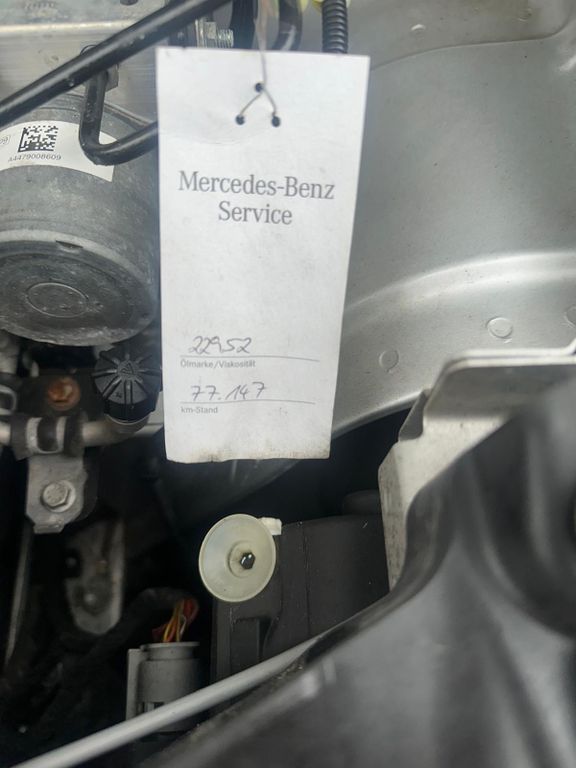 A4479008609
Mercedes-Benz
Service
229.52
Ölmarke/Viskosität
77.147
km-Stand